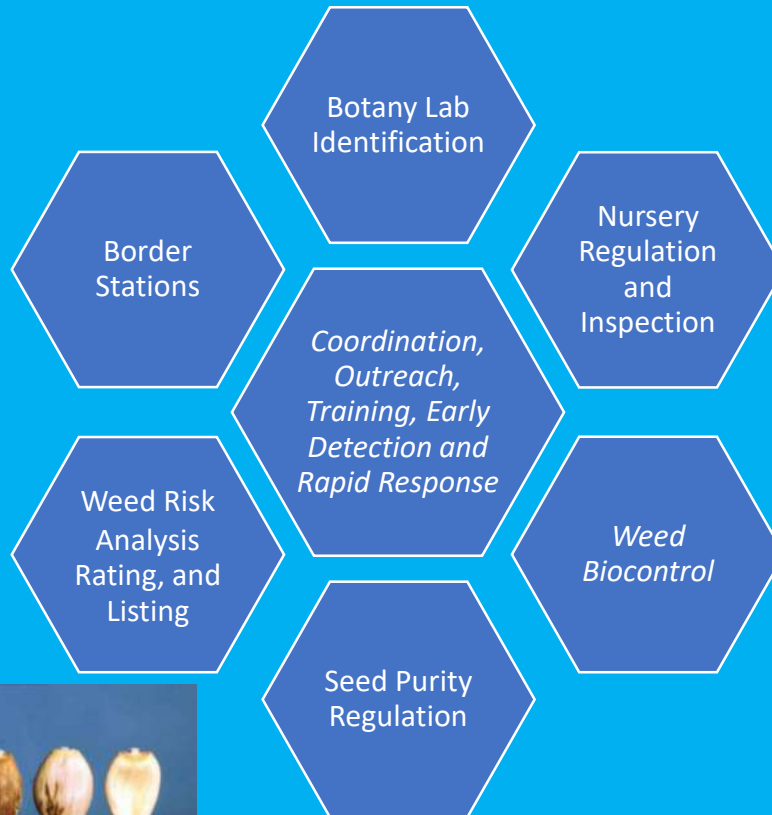 Botany Lab
Identification
Border
Stations
Nursery
Regulation
and
Inspection
Coordination,
Outreach,
Training, Early
Detection and
Rapid Response
Weed Risk
Analysis
Rating, and
Listing
Weed
Biocontrol
Seed Purity
Regulation